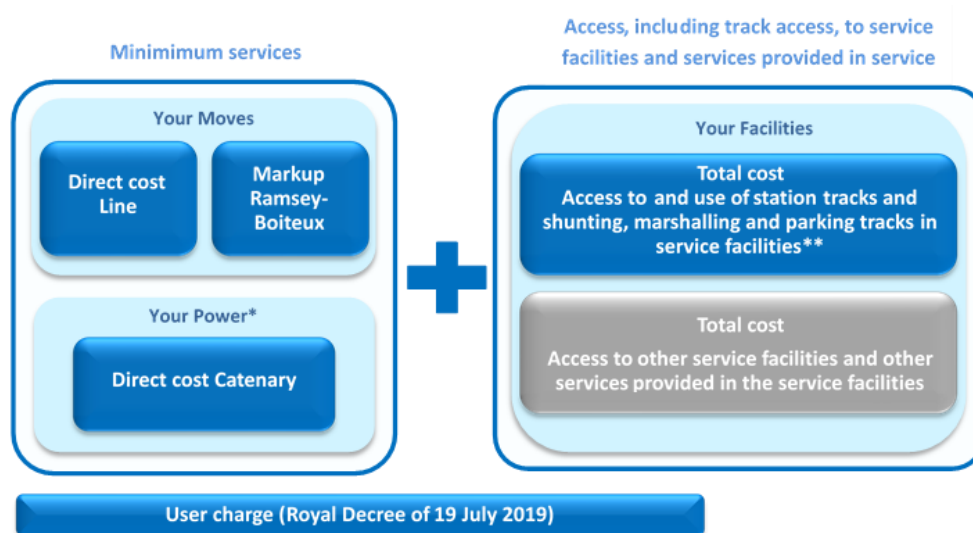 Minimimum services
Your Moves
Direct cost
Line
Markup
Ramsey-
Boiteux
Your Power*
Direct cost Catenary
Access, including track access, to service
facilities and services provided in service
Your Facilities
Total cost
Access to and use of station tracks and
shunting, marshalling and parking tracks in
service facilities**
Total cost
Access to other service facilities and other
services provided in the service facilities
User charge (Royal Decree of 19 July 2019)